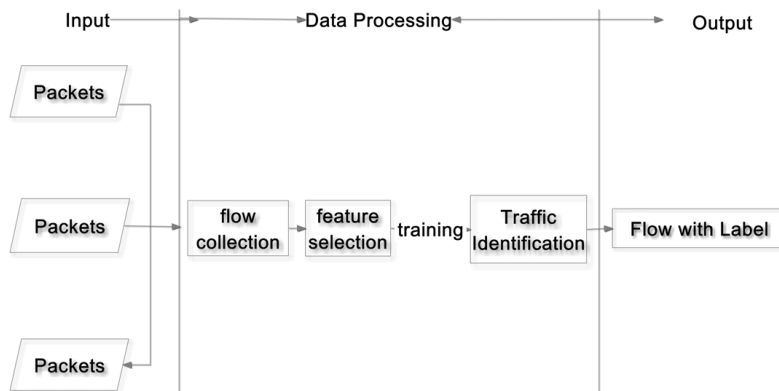 Input
Data Processing
Output
Packets
Packets
Packets
flow
collection
feature
selection
training
Traffic
Identification
Flow with Label